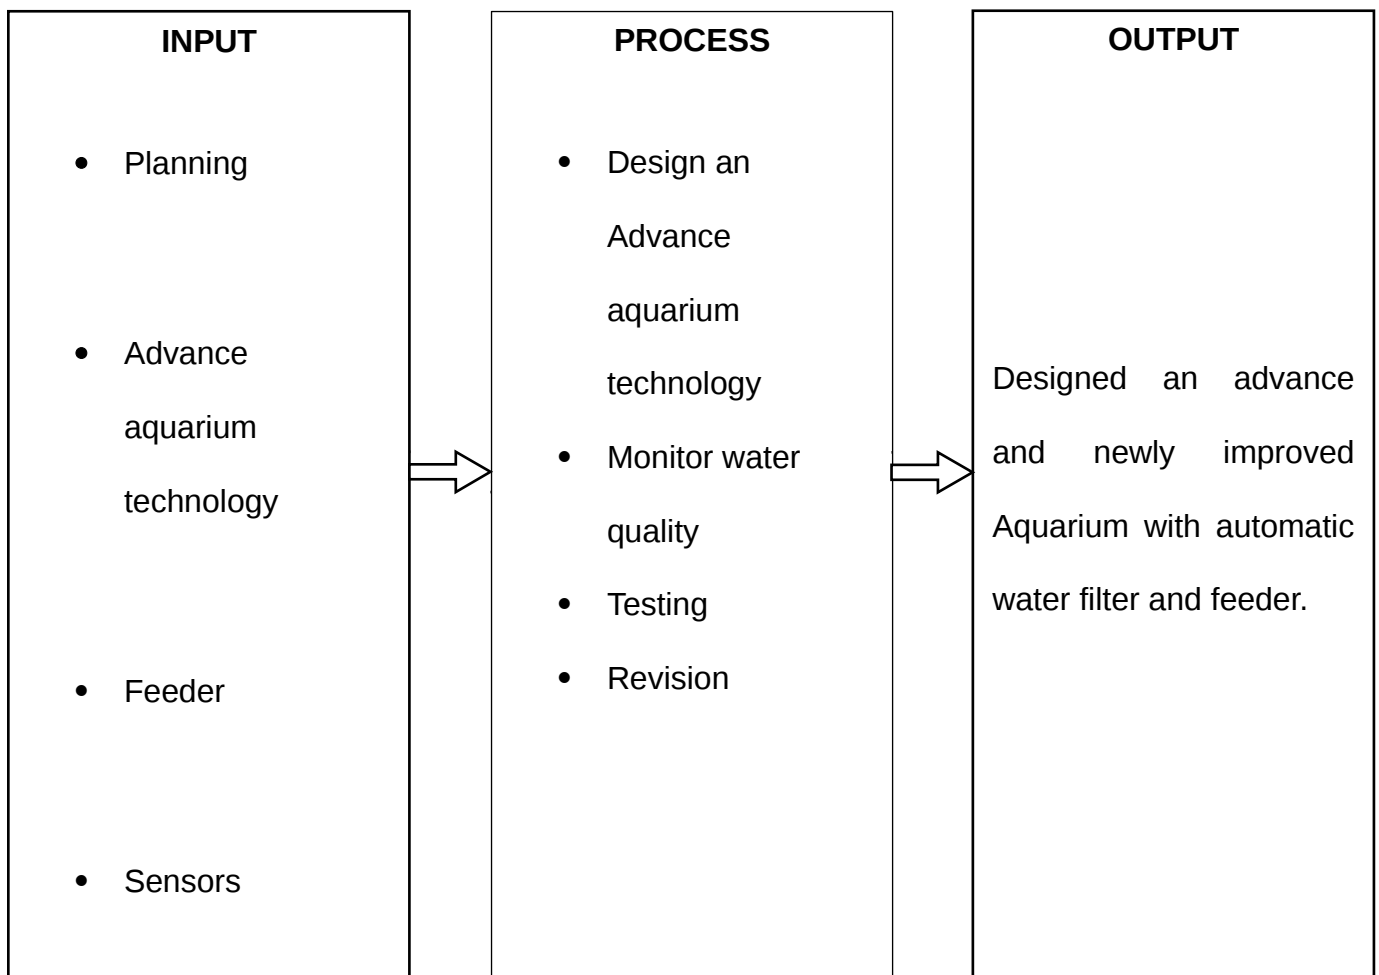 INPUT
• Planning
• Advance
aquarium
technology
• Feeder
• Sensors
PROCESS
• Design an
Advance
aquarium
technology
• Monitor water
quality
• Testing
• Revision
OUTPUT
Designed an advance
and newly improved
Aquarium with automatic
water filter and feeder.